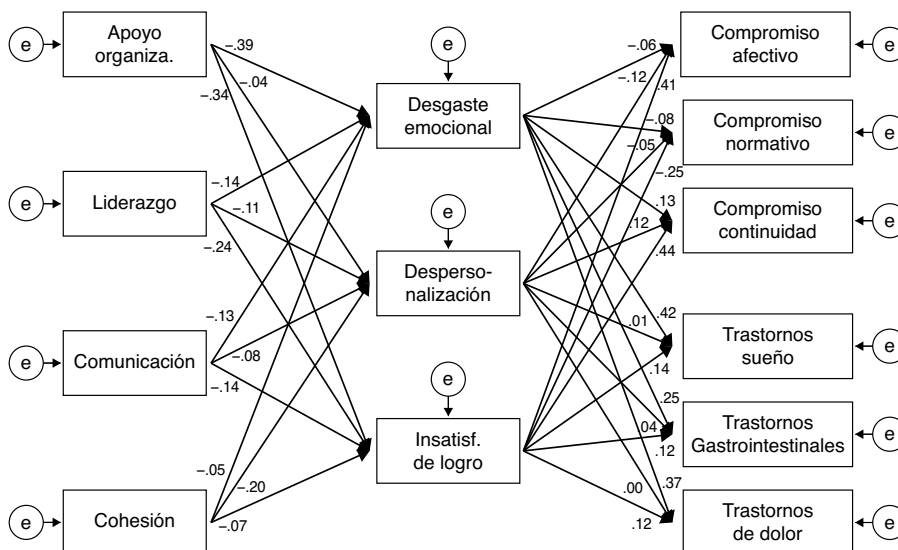 Apoyo
organiza.
Liderazgo
Comunicación
Cohesión
e
e
e
e
−.39
−.04
−.34
−.14
−.11
−.24
−.13
−.08
−.14
−.05
−.20
−.07
e
Desgaste
emocional
e
Desperso-
nalización
e
Insatisf.
de logro
−.06
−.12
.41
−.08
−.05
−.25
.13
.12
.44
.42
.01
.14
.25
.04
.12
.37
.00
.12
Compromiso
afectivo
Compromiso
normativo
Compromiso
continuidad
Trastornos
sueño
Trastornos
Gastrointestinales
Trastornos
de dolor
e
e
e
e
e
e